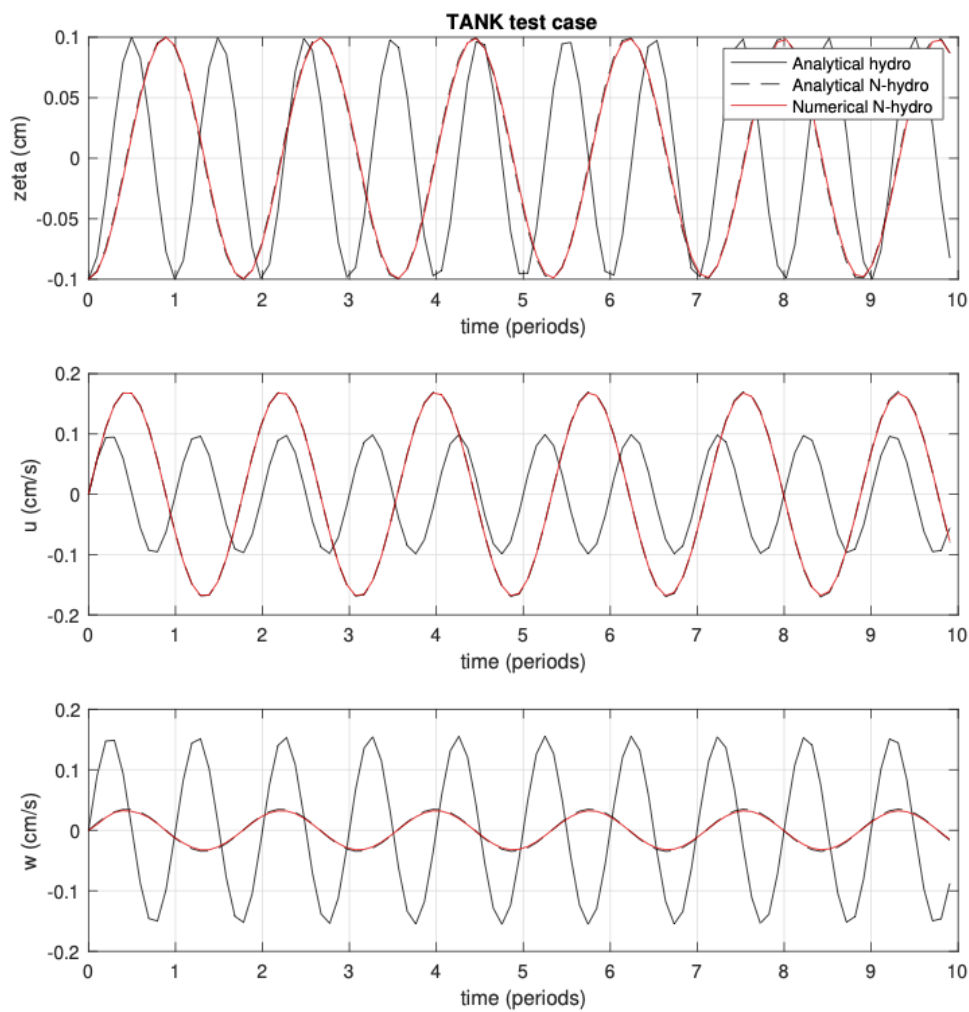 TANK test case
0.1
0.05
0
-0.05
-0.1
zeta (cm)
Analytical hydro
Analytical N-hydro
Numerical N-hydro
0 1 2 3 4 5 6 7 8 9 10
time (periods)
0.2
0.1
0
-0.1
-0.2
u (cm/s)
0 1 2 3 4 5 6 7 8 9 10
time (periods)
0.2
0.1
0
-0.1
-0.2
w (cm/s)
0 1 2 3 4 5 6 7 8 9 10
time (periods)